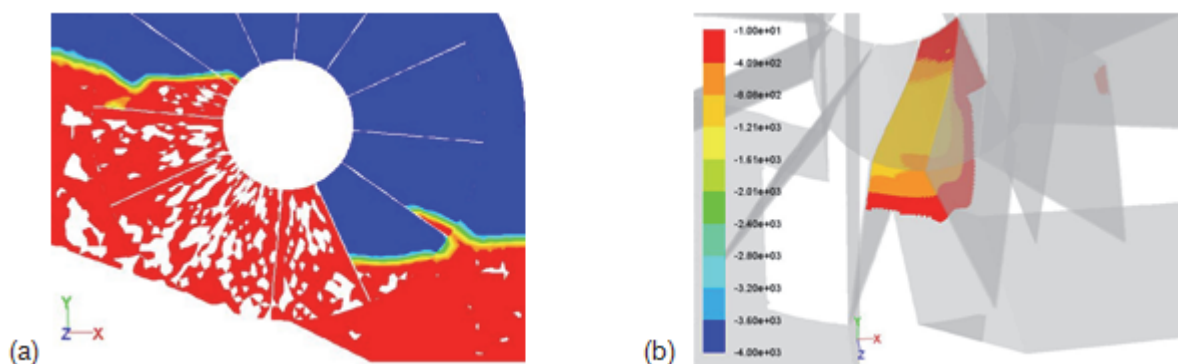 (a)
Y
Z
X
(b)
-1.00e+01
-4.09e+02
-8.08e+02
-1.21e+03
-1.61e+03
-2.01e+03
-2.40e+03
-2.80e+03
-3.20e+03
-3.60e+03
-4.00e+03
Y
X
Z